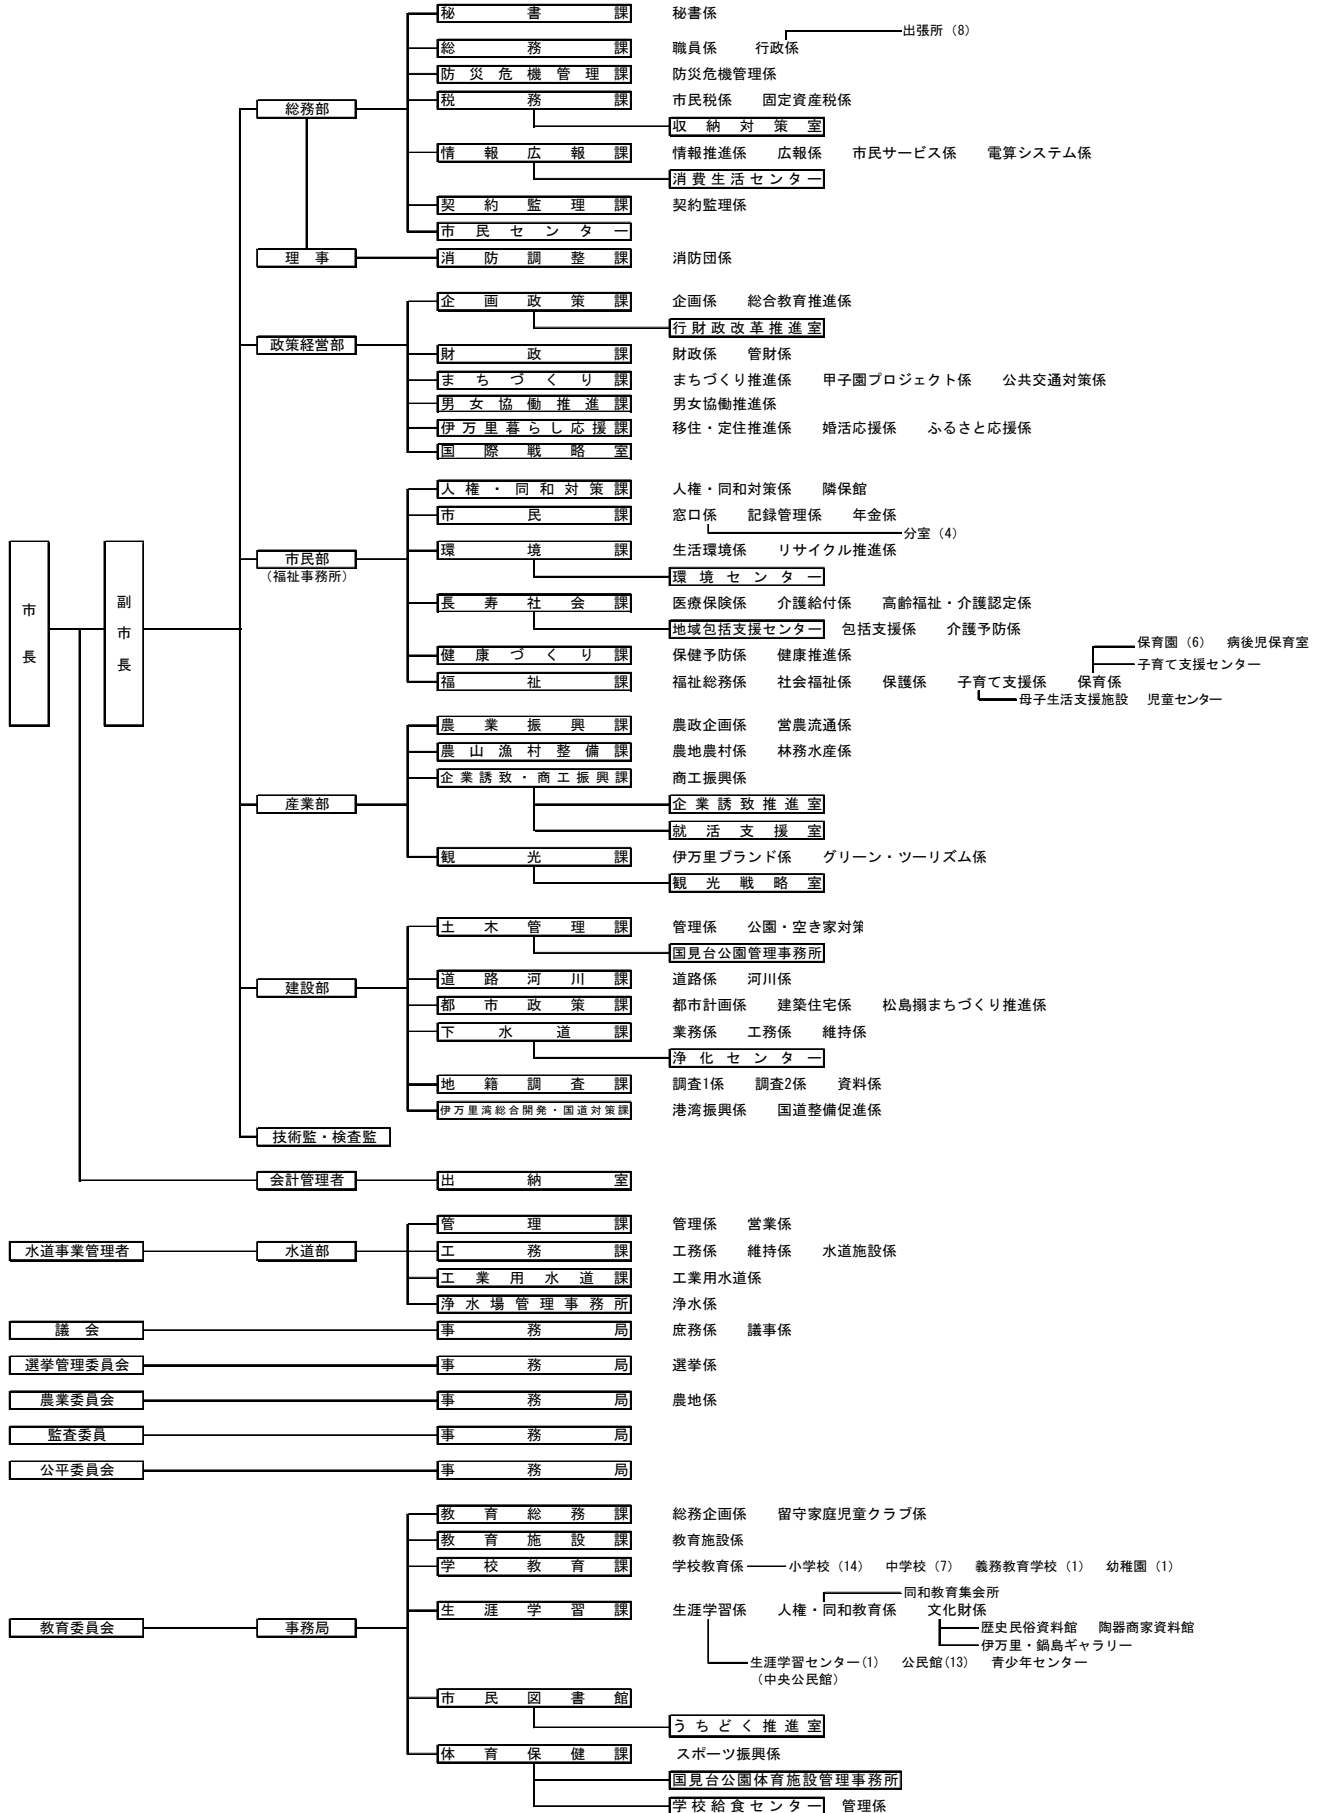 秘書課 秘書係
出張所（8）
総務課 職員係 行政係
防災危機管理課 防災危機管理係
税務課 市民税係 固定資産税係
総務部
収納対策室
情報広報課 情報推進係 広報係 市民サービス係 電算システム係
消費生活センター
契約監理課 契約監理係
市民センター
理事 消防調整課 消防団係
企画政策課 企画係 総合教育推進係
行財政改革推進室
政策経営部
財政課 財政係 管財係
まちづくり課 まちづくり推進係 甲子園プロジェクト係 公共交通対策係
男女協働推進課 男女協働推進係
伊万里暮らし応援課 移住・定住推進係 婚活応援係 ふるさと応援係
国際戦略室
人権・同和対策課 人権・同和対策係 隣保館
市民課 窓口係 記録管理係 年金係
分室（4）
環境課 生活環境係 リサイクル推進係
市民部
（福祉事務所）
環境センター
長寿社会課 医療保険係 介護給付係 高齢福祉・介護認定係
市長 副市長
地域包括支援センター 包括支援係 介護予防係
保育園（6） 病後児保育室
健康づくり課 保健予防係 健康推進係
子育て支援センター
福祉課 福祉総務係 社会福祉係 保護係 子育て支援係 保育係
母子生活支援施設 児童センター
農業振興課 農政企画係 営農流通係
農山漁村整備課 農地農村係 林務水産係
企業誘致・商工振興課 商工振興係
産業部 企業誘致推進室
就活支援室
観光課 伊万里ブランド係 グリーン・ツーリズム係
観光戦略室
土木管理課 管理係 公園・空き家対策
国見台公園管理事務所
道路河川課 道路係 河川係
建設部
都市政策課 都市計画係 建築住宅係 松島搦まちづくり推進係
下水道課 業務係 工務係 維持係
浄化センター
地籍調査課 調査1係 調査2係 資料係
伊万里湾総合開発・国道対策課 港湾振興係 国道整備促進係
技術監・検査監
会計管理者 出納室
管理課 管理係 営業係
水道事業管理者 水道部 工務課 工務係 維持係 水道施設係
工業用水道課 工業用水道係
浄水場管理事務所 浄水係
議会 事務局 庶務係 議事係
選挙管理委員会 事務局 選挙係
農業委員会 事務局 農地係
監査委員 事務局
公平委員会 事務局
教育総務課 総務企画係 留守家庭児童クラブ係
教育施設課 教育施設係
学校教育課 学校教育係 小学校（14） 中学校（7） 義務教育学校（1） 幼稚園（1）
同和教育集会所
生涯学習課 生涯学習係 人権・同和教育係 文化財係
教育委員会 事務局 歴史民俗資料館 陶器商家資料館
伊万里・鍋島ギャラリー
生涯学習センター（1） 公民館（13） 青少年センター
（中央公民館）
市民図書館
うちどく推進室
体育保健課 スポーツ振興係
国見台公園体育施設管理事務所
学校給食センター 管理係